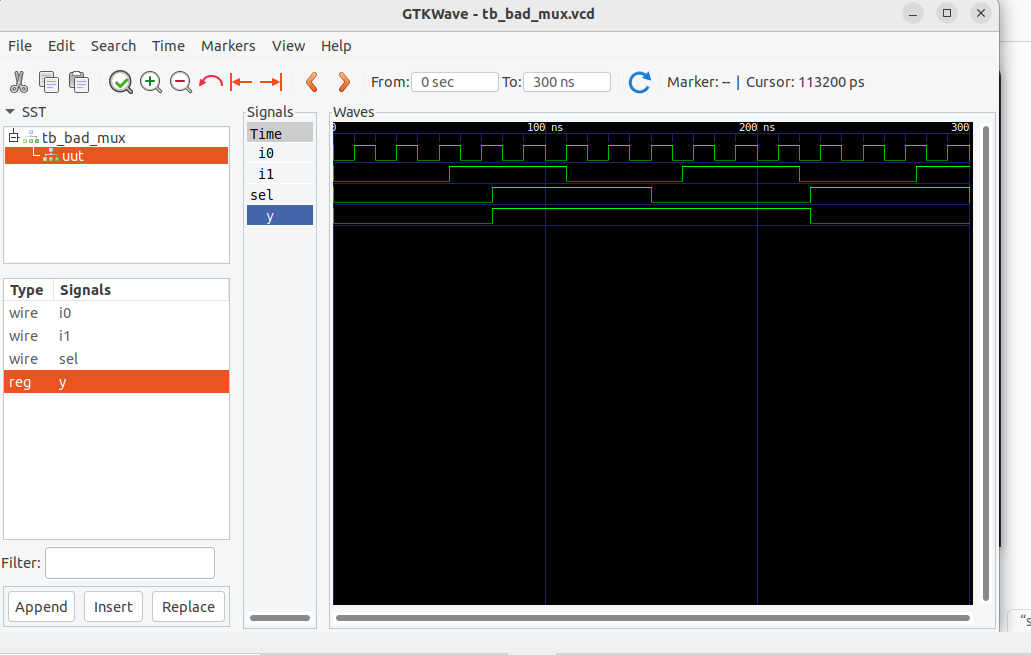 GTKWave - tb_bad_mux.vcd
File Edit Search Time Markers View Help
From: 0 sec To: 300 ns Marker: -- | Cursor: 113200 ps
SST
tb_bad_mux
uut
Type Signals
wire i0
wire i1
wire sel
reg y
Filter:
Append Insert Replace
Signals
Time
i0
i1
sel
y
Waves
0 100 ns 200 ns 300
"s